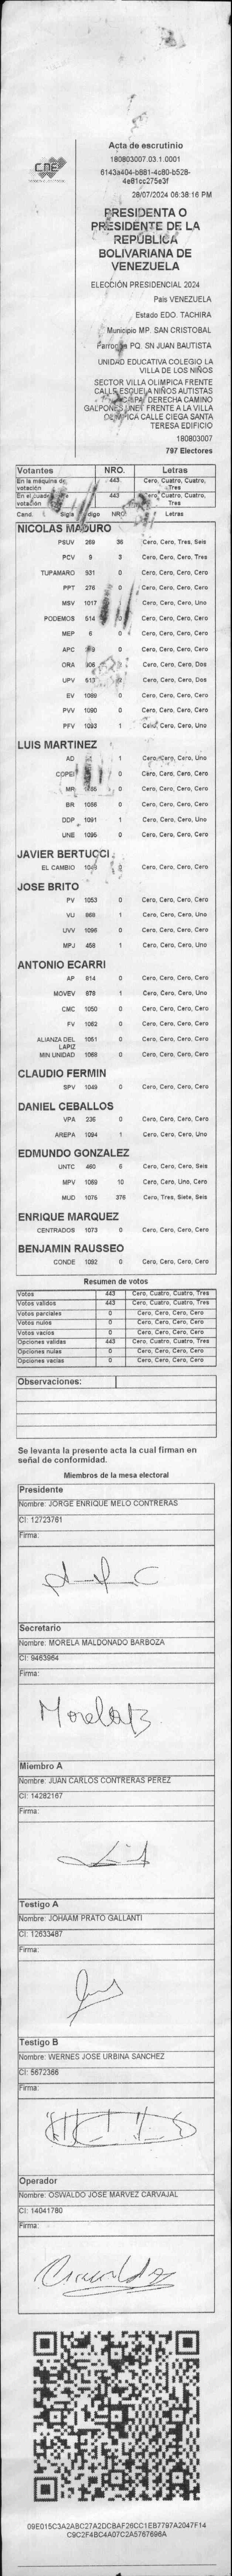 CNE
Acta de escrutinio
180803007.03.1.0001
6143a404-b881-4c80-b528-
4e81cc275e3f
28/07/2024 06:38:16 PM
PRESIDENTA O
PRESIDENTE DE LA
REPÚBLICA
BOLIVARIANA DE
VENEZUELA
ELECCIÓN PRESIDENCIAL 2024
País VENEZUELA
Estado EDO. TACHIRA
Municipio MP. SAN CRISTOBAL
Parroquia PQ. SN JUAN BAUTISTA
UNIDAD EDUCATIVA COLEGIO LA
VILLA DE LOS NIÑOS
SECTOR VILLA OLIMPICA FRENTE
CALLE ESCUELA NIÑOS AUTISTAS
DERECHA CAMINO
GALPONES UNET FRENTE A LA VILLA
OLIMPICA CALLE CIEGA SANTA
TERESA EDIFICIO
180803007
797 Electores
Votantes NRO. Letras
En la máquina de votación 443 Cero, Cuatro, Cuatro, Tres
En el cuaderno de votación 443 Cero, Cuatro, Cuatro, Tres
Cand. Sigla Código NRO Letras
NICOLAS MADURO
PSUV 269 36 Cero, Cero, Tres, Seis
PCV 9 3 Cero, Cero, Cero, Tres
TUPAMARO 931 0 Cero, Cero, Cero, Cero
PPT 276 0 Cero, Cero, Cero, Cero
MSV 1017 Cero, Cero, Cero, Uno
PODEMOS 514 0 Cero, Cero, Cero, Cero
MEP 6 0 Cero, Cero, Cero, Cero
APC 0 Cero, Cero, Cero, Cero
ORA 906 Cero, Cero, Cero, Dos
UPV 513 Cero, Cero, Cero, Dos
EV 1089 0 Cero, Cero, Cero, Cero
PVV 1090 0 Cero, Cero, Cero, Cero
PFV 1093 1 Cero, Cero, Cero, Uno
LUIS MARTINEZ
AD 1 Cero, Cero, Cero, Uno
COPEI 0 Cero, Cero, Cero, Cero
MR 0 Cero, Cero, Cero, Cero
BR 1056 0 Cero, Cero, Cero, Cero
DDP 1091 1 Cero, Cero, Cero, Uno
UNE 1095 0 Cero, Cero, Cero, Cero
JAVIER BERTUCCI
EL CAMBIO 0 Cero, Cero, Cero, Cero
JOSE BRITO
PV 1053 0 Cero, Cero, Cero, Cero
VU 868 1 Cero, Cero, Cero, Uno
UVV 1096 0 Cero, Cero, Cero, Cero
MPJ 458 1 Cero, Cero, Cero, Uno
ANTONIO ECARRI
AP 814 0 Cero, Cero, Cero, Cero
MOVEV 679 1 Cero, Cero, Cero, Uno
CMC 1050 0 Cero, Cero, Cero, Cero
FV 1062 0 Cero, Cero, Cero, Cero
ALIANZA DEL LAPIZ 1051 0 Cero, Cero, Cero, Cero
MIN UNIDAD 1068 0 Cero, Cero, Cero, Cero
CLAUDIO FERMIN
SPV 1049 0 Cero, Cero, Cero, Cero
DANIEL CEBALLOS
VPA 236 0 Cero, Cero, Cero, Cero
AREPA 1094 1 Cero, Cero, Cero, Uno
EDMUNDO GONZALEZ
UNTC 460 6 Cero, Cero, Cero, Seis
MPV 1069 10 Cero, Cero, Uno, Cero
MUD 1075 376 Cero, Tres, Siete, Seis
ENRIQUE MARQUEZ
CENTRADOS 1073 0 Cero, Cero, Cero, Cero
BENJAMIN RAUSSEO
CONDE 1092 0 Cero, Cero, Cero, Cero
Resumen de votos
Votos 443 Cero, Cuatro, Cuatro, Tres
Votos validos 443 Cero, Cuatro, Cuatro, Tres
Votos parciales 0 Cero, Cero, Cero, Cero
Votos nulos 0 Cero, Cero, Cero, Cero
Votos vacíos 0 Cero, Cero, Cero, Cero
Opciones validas 443 Cero, Cuatro, Cuatro, Tres
Opciones nulas 0 Cero, Cero, Cero, Cero
Opciones vacias 0 Cero, Cero, Cero, Cero
Observaciones:
Se levanta la presente acta la cual firman en
señal de conformidad.
Miembros de la mesa electoral
Presidente
Nombre: JORGE ENRIQUE MELO CONTRERAS
CI: 12723761
Firma:
Secretario
Nombre: MORELA MALDONADO BARBOZA
CI: 9463964
Firma:
Miembro A
Nombre: JUAN CARLOS CONTRERAS PEREZ
CI: 14282167
Firma:
Testigo A
Nombre: JOHAAM PRATO GALLANTI
CI: 12633487
Firma:
Testigo B
Nombre: WERNES JOSE URBINA SANCHEZ
CI: 5672366
Firma:
Operador
Nombre: OSWALDO JOSE MARVEZ CARVAJAL
CI: 14041780
Firma:
09E015C3A2ABC27A2DCBAF26CC1EB7797A2047F14
C9C2F4BC4A07C2A5767698A